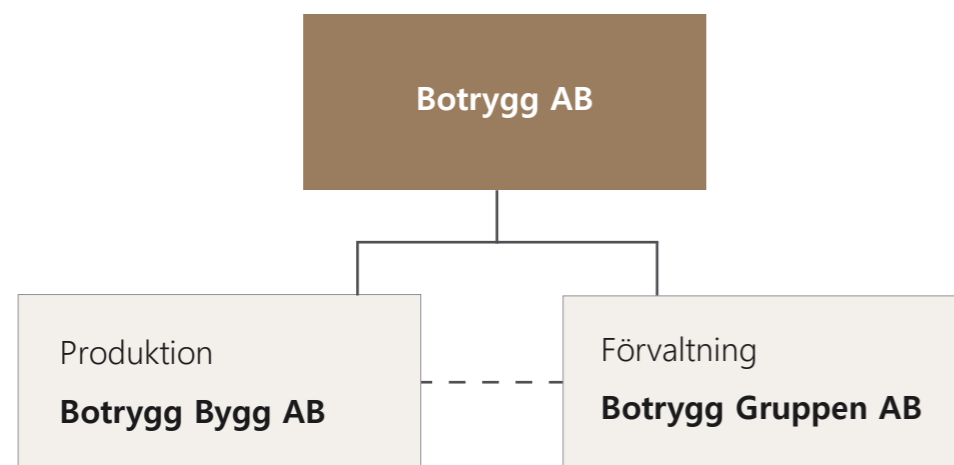 Botrygg AB
Produktion
Botrygg Bygg AB
Förvaltning
Botrygg Gruppen AB